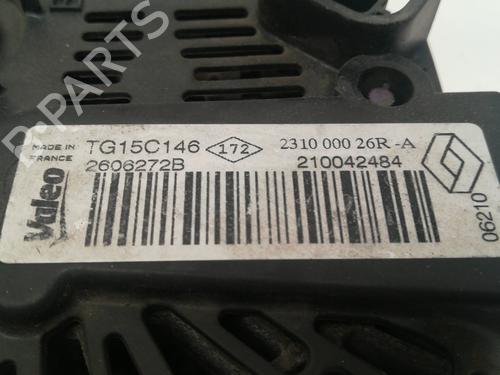 B-PARTS
MADE IN
FRANCE
TG15C146
172
2310 000 26R -A
2606272B
210042484
Valeo
06210